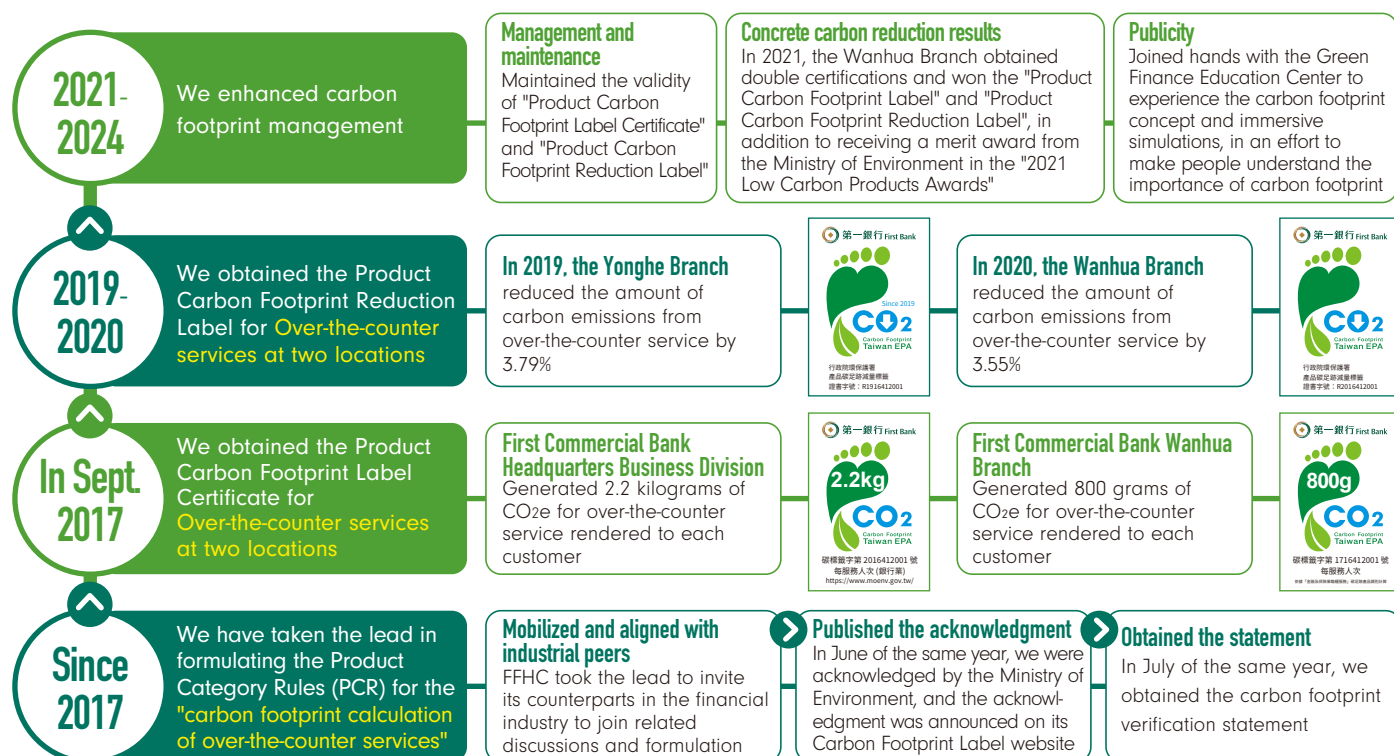 2021-
2024
We enhanced carbon
footprint management
Management and
maintenance
Maintained the validity
of "Product Carbon
Footprint Label Certificate"
and "Product Carbon
Footprint Reduction Label"
Concrete carbon reduction results
In 2021, the Wanhua Branch obtained
double certifications and won the "Product
Carbon Footprint Label" and "Product
Carbon Footprint Reduction Label", in
addition to receiving a merit award from
the Ministry of Environment in the "2021
Low Carbon Products Awards"
Publicity
Joined hands with the Green
Finance Education Center to
experience the carbon footprint
concept and immersive
simulations, in an effort to
make people understand the
importance of carbon footprint
2019-
2020
We obtained the Product
Carbon Footprint Reduction
Label for Over-the-counter
services at two locations
In 2019, the Yonghe Branch
reduced the amount of
carbon emissions from
over-the-counter service by
3.79%
第一銀行 First Bank
Since 2019
CO2
Carbon Footprint
Taiwan EPA
行政院環保護署
產品碳足跡減量標籤
證書字號：R1916412001
In 2020, the Wanhua Branch
reduced the amount of
carbon emissions from
over-the-counter service by
3.55%
第一銀行 First Bank
CO2
Carbon Footprint
Taiwan EPA
行政院環保護署
產品碳足跡減量標籤
證書字號：R2016412001
In Sept.
2017
We obtained the Product
Carbon Footprint Label
Certificate for
Over-the-counter services
at two locations
First Commercial Bank
Headquarters Business Division
Generated 2.2 kilograms of
CO2e for over-the-counter
service rendered to each
customer
第一銀行 First Bank
2.2kg
CO2
Carbon Footprint
Taiwan EPA
碳標籤字第 2016412001 號
每服務人次 (銀行業)
https://www.moenv.gov.tw/
First Commercial Bank Wanhua
Branch
Generated 800 grams of
CO2e for over-the-counter
service rendered to each
customer
第一銀行 First Bank
800g
CO2
Carbon Footprint
Taiwan EPA
碳標籤字第 1716412001 號
每服務人次
Since
2017
We have taken the lead in
formulating the Product
Category Rules (PCR) for the
"carbon footprint calculation
of over-the-counter services"
Mobilized and aligned with
industrial peers
FFHC took the lead to invite
its counterparts in the financial
industry to join related
discussions and formulation
Published the acknowledgment
In June of the same year, we were
acknowledged by the Ministry of
Environment, and the acknowl-
edgment was announced on its
Carbon Footprint Label website
Obtained the statement
In July of the same year, we
obtained the carbon footprint
verification statement